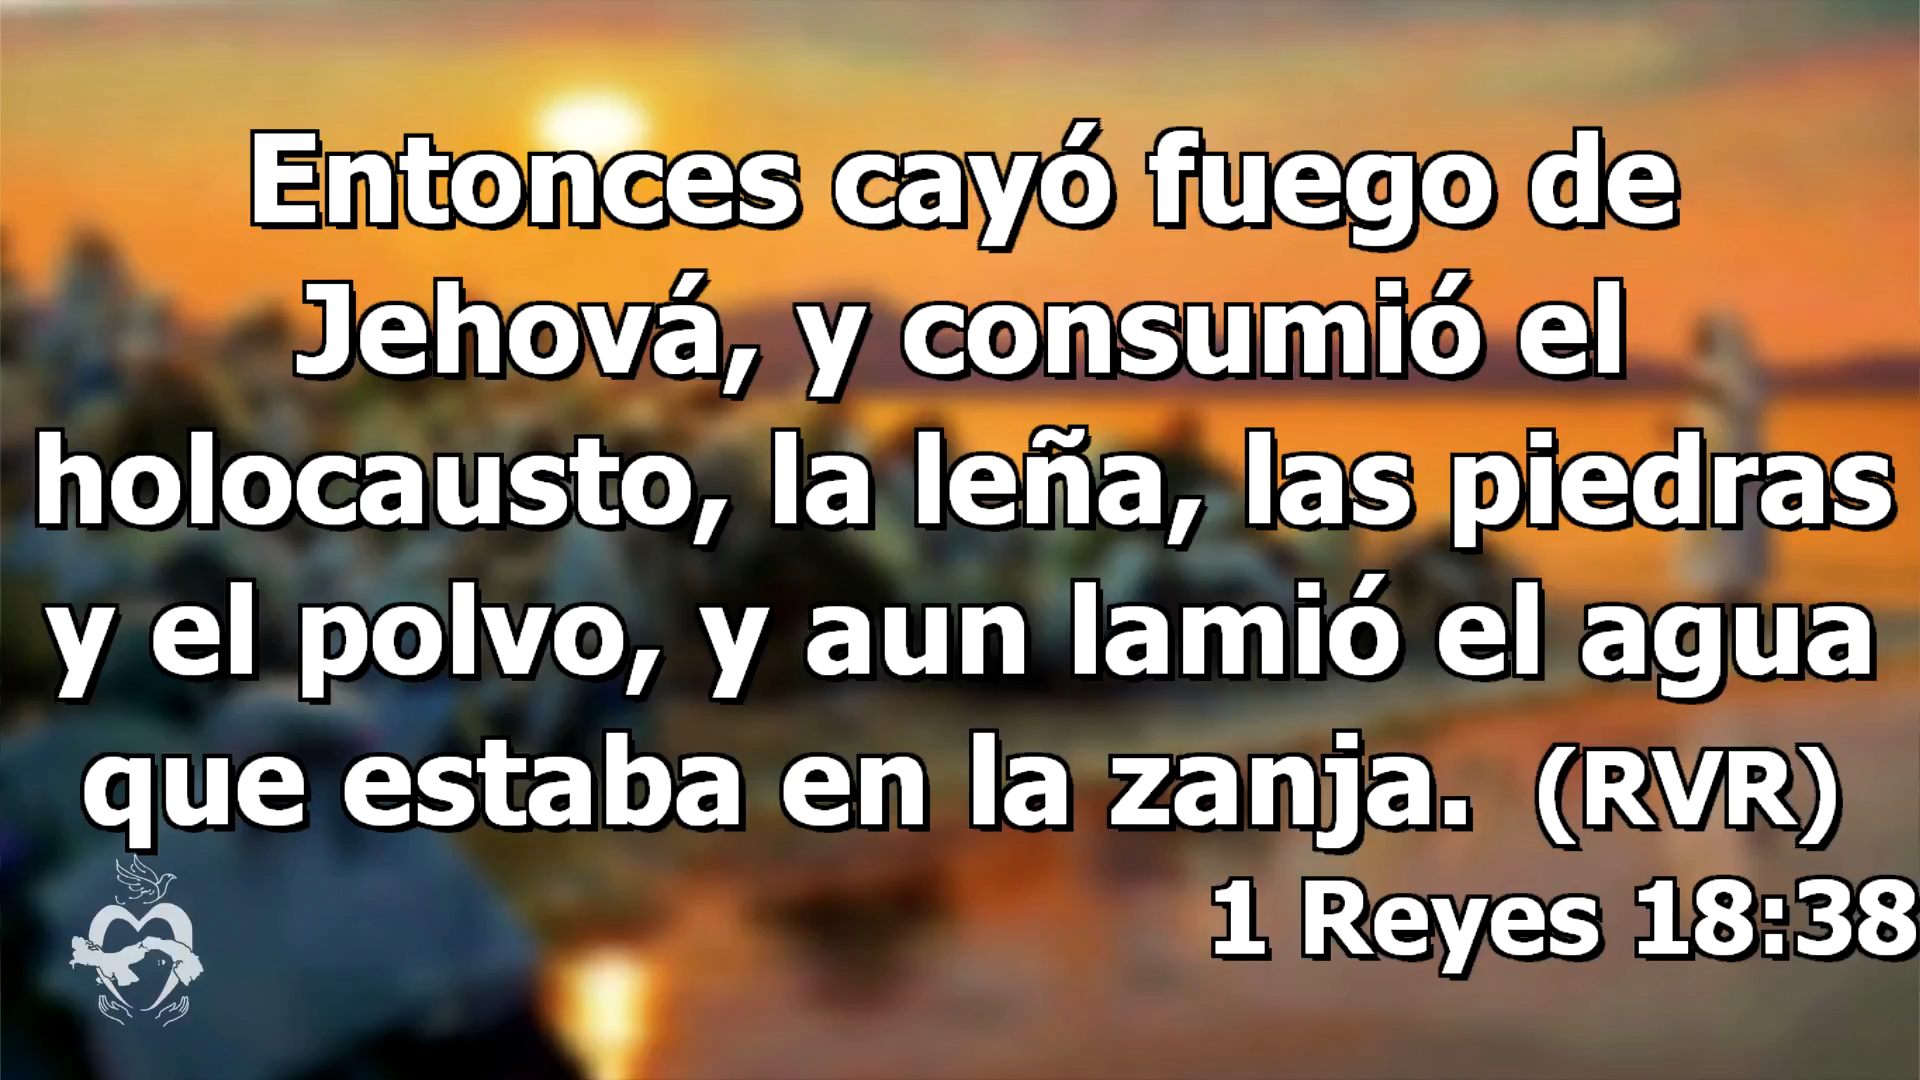 Entonces cayó fuego de
Jehová, y consumió el
holocausto, la leña, las piedras
y el polvo, y aun lamió el agua
que estaba en la zanja. (RVR)
1 Reyes 18:38